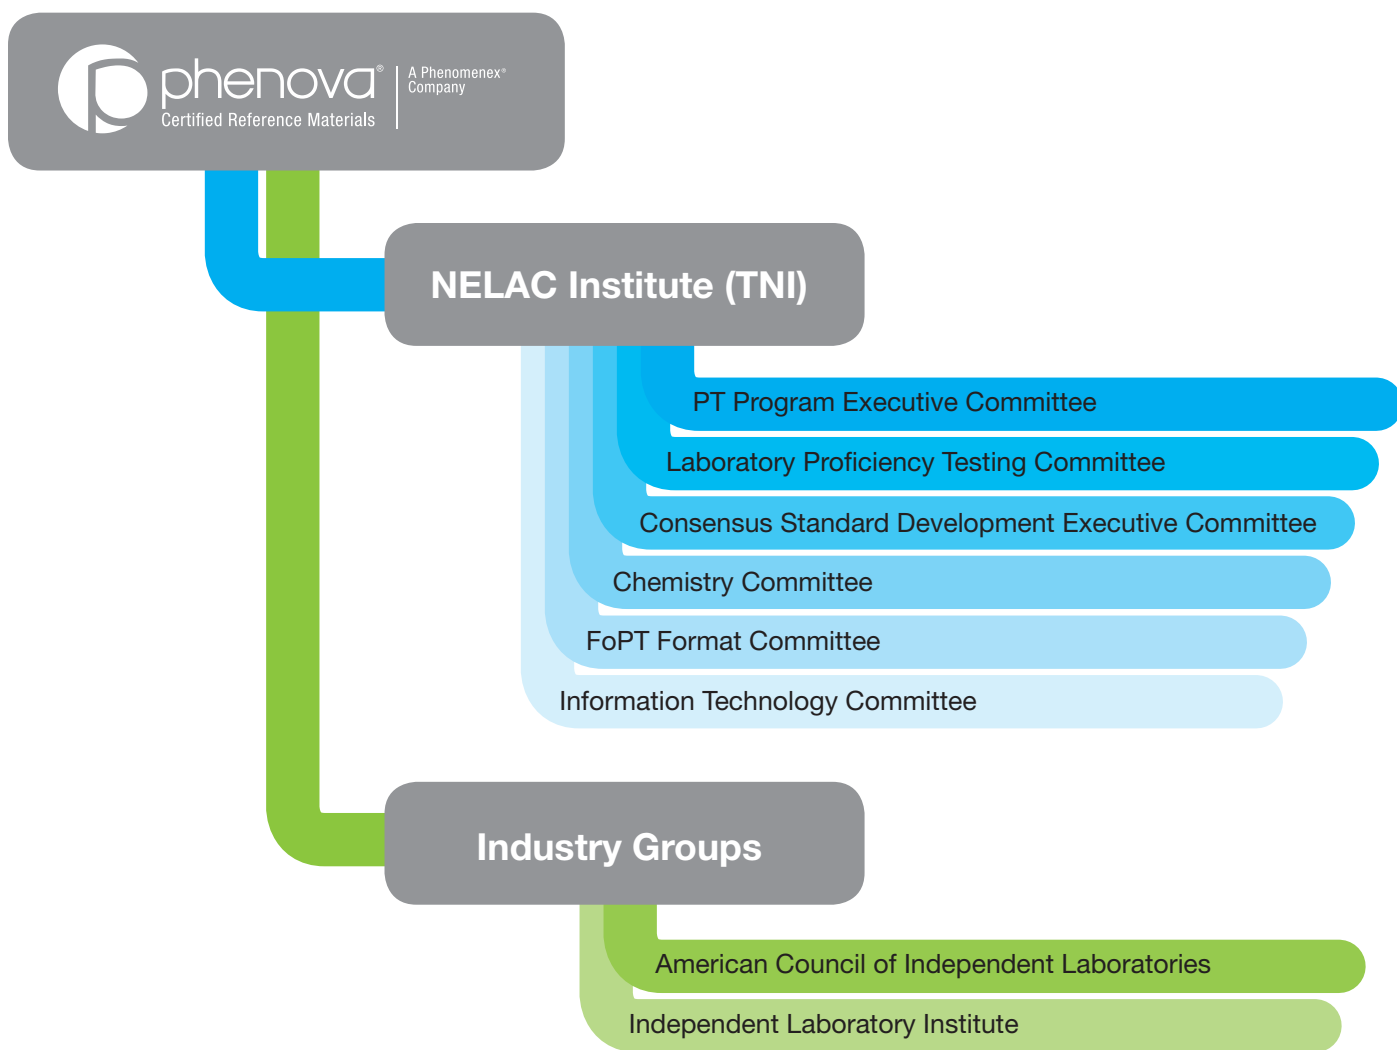 phenova®
Certified Reference Materials
A Phenomenex®
Company
NELAC Institute (TNI)
PT Program Executive Committee
Laboratory Proficiency Testing Committee
Consensus Standard Development Executive Committee
Chemistry Committee
FoPT Format Committee
Information Technology Committee
Industry Groups
American Council of Independent Laboratories
Independent Laboratory Institute